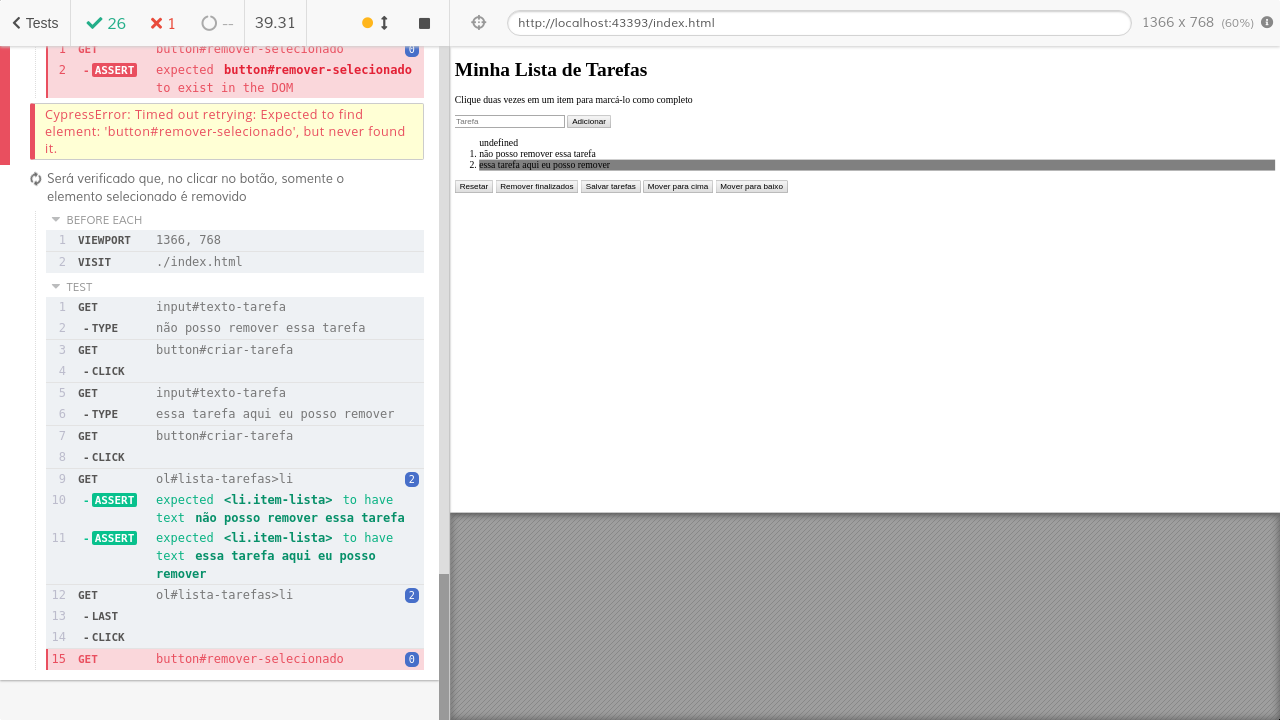 Tests
26
1
--
39.31
http://localhost:43393/index.html
1366 x 768 (60%)
1 GET button#remover-selecionado 0
2 - ASSERT expected button#remover-selecionado
to exist in the DOM
CypressError: Timed out retrying: Expected to find
element: 'button#remover-selecionado', but never found
it.
Será verificado que, no clicar no botão, somente o
elemento selecionado é removido
BEFORE EACH
1 VIEWPORT 1366, 768
2 VISIT ./index.html
TEST
1 GET input#texto-tarefa
2 - TYPE não posso remover essa tarefa
3 GET button#criar-tarefa
4 - CLICK
5 GET input#texto-tarefa
6 - TYPE essa tarefa aqui eu posso remover
7 GET button#criar-tarefa
8 - CLICK
9 GET ol#lista-tarefas>li 2
10 - ASSERT expected <li.item-lista> to have
text não posso remover essa tarefa
11 - ASSERT expected <li.item-lista> to have
text essa tarefa aqui eu posso
remover
12 GET ol#lista-tarefas>li 2
13 - LAST
14 - CLICK
15 GET button#remover-selecionado 0
Minha Lista de Tarefas
Clique duas vezes em um item para marcá-lo como completo
Tarefa Adicionar
undefined
1. não posso remover essa tarefa
2. essa tarefa aqui eu posso remover
Resetar Remover finalizados Salvar tarefas Mover para cima Mover para baixo